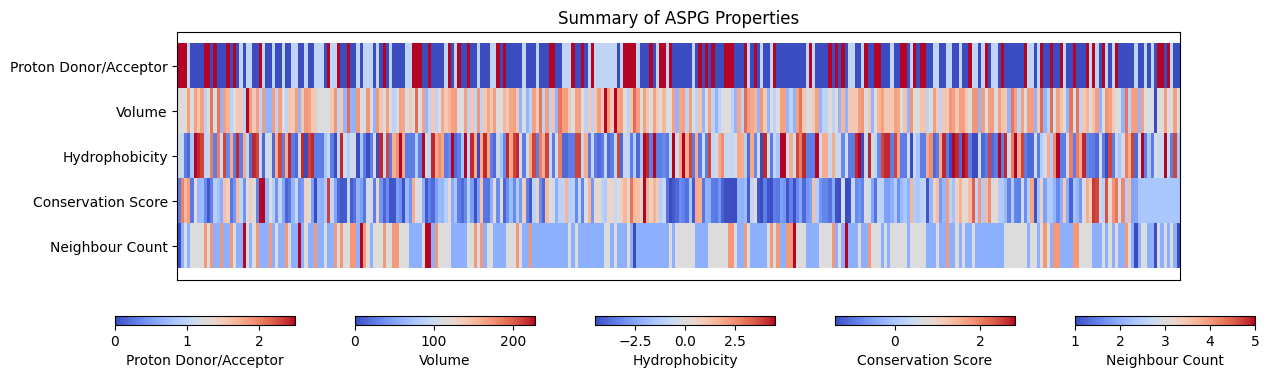 Summary of ASPG Properties
Proton Donor/Acceptor
Volume
Hydrophobicity
Conservation Score
Neighbour Count
0 1 2
Proton Donor/Acceptor
0 100 200
Volume
−2.5 0.0 2.5
Hydrophobicity
0 2
Conservation Score
1 2 3 4 5
Neighbour Count